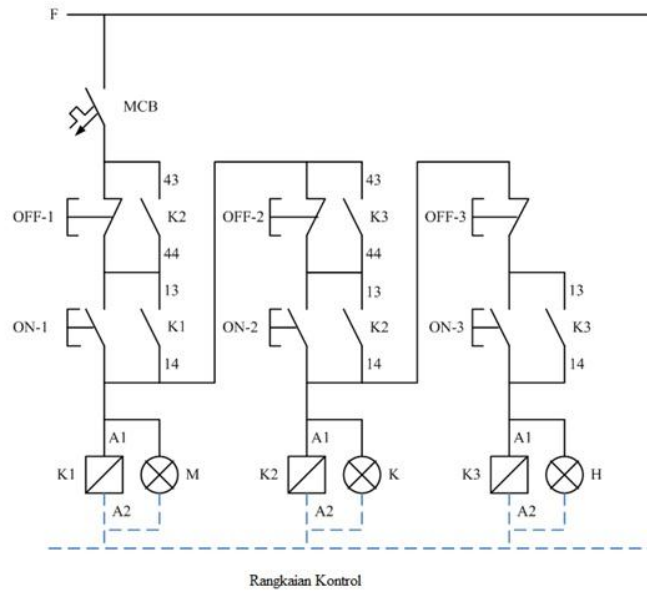 F
MCB
43 43
OFF-1 K2 OFF-2 K3 OFF-3
44 44
13 13 13
ON-1 K1 ON-2 K2 ON-3 K3
14 14 14
A1 A1 A1
K1 M K2 K K3 H
A2 A2 A2
Rangkaian Kontrol